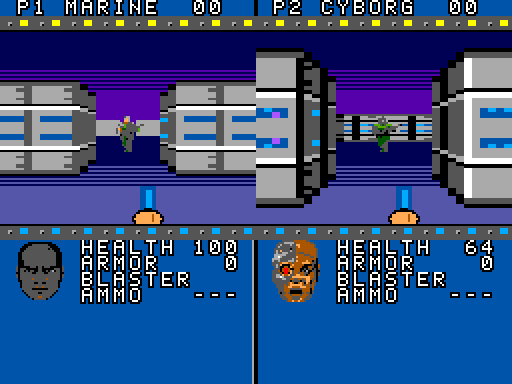 P1 MARINE 00 P2 CYBORG 00
HEALTH 100 HEALTH 64
ARMOR 0 ARMOR 0
BLASTER BLASTER
AMMO --- AMMO ---